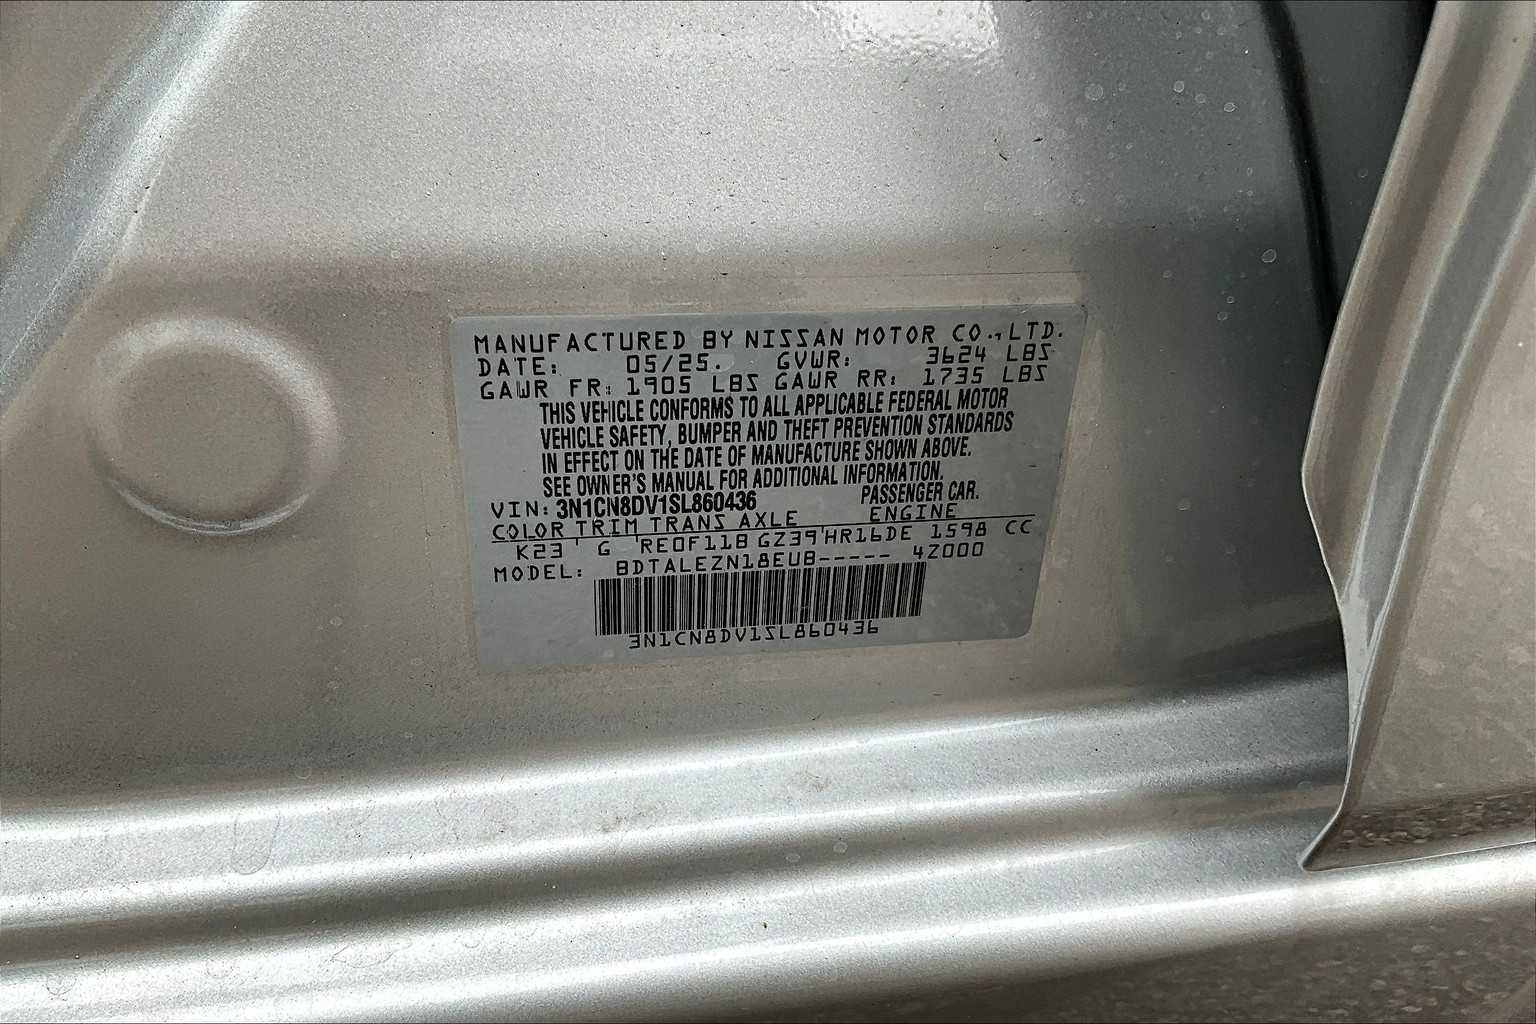 MANUFACTURED BY NISSAN MOTOR CO., LTD.
DATE: 05/25. GVWR: 3624 LBS
GAWR FR: 1905 LBS GAWR RR: 1735 LBS
THIS VEHICLE CONFORMS TO ALL APPLICABLE FEDERAL MOTOR
VEHICLE SAFETY, BUMPER AND THEFT PREVENTION STANDARDS
IN EFFECT ON THE DATE OF MANUFACTURE SHOWN ABOVE.
SEE OWNER'S MANUAL FOR ADDITIONAL INFORMATION.
VIN: 3N1CN8DV1SL860436 PASSENGER CAR.
COLOR TRIM TRANS AXLE ENGINE
K23 G RE0F11B GZ39 HR16DE 1598 CC
MODEL: BDTALEZN18EUB----- 4Z000
3N1CN8DV1SL860436